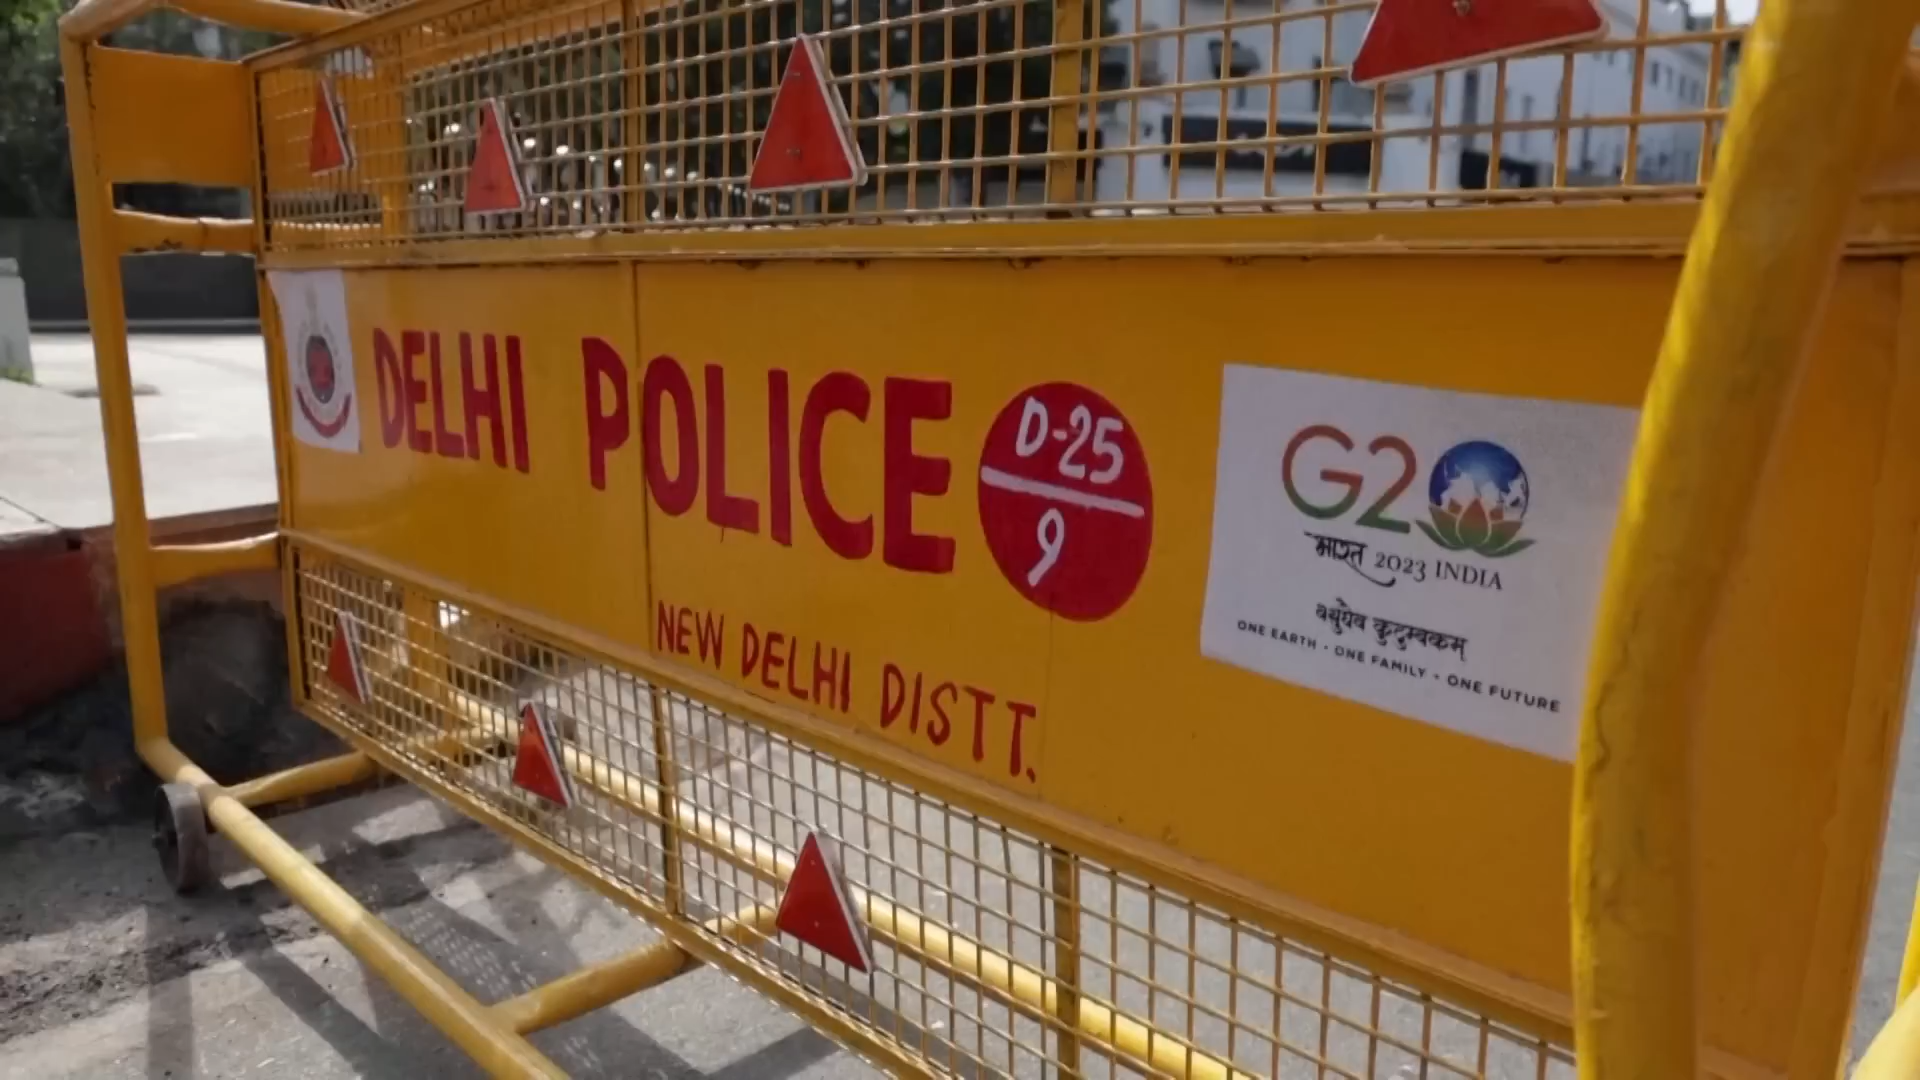 DELHI POLICE
D-25
9
NEW DELHI DISTT.
G20
भारत 2023 INDIA
वसुधैव कुटुम्बकम्
ONE EARTH • ONE FAMILY • ONE FUTURE